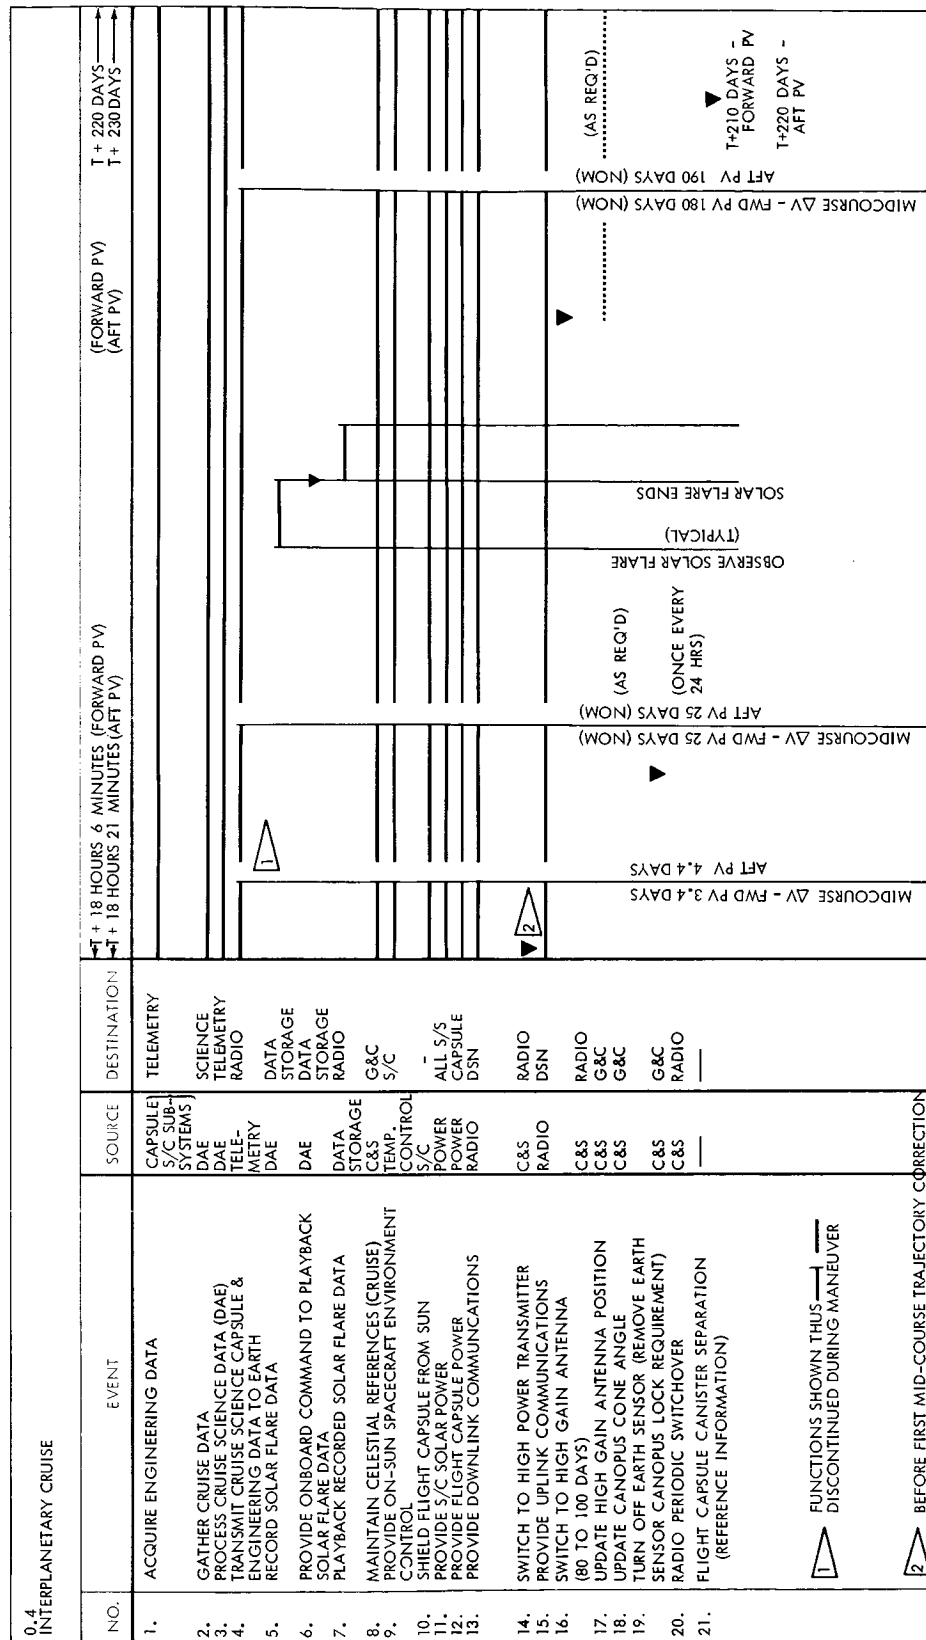 0.4
INTERPLANETARY CRUISE
NO. EVENT SOURCE DESTINATION
T + 18 HOURS 6 MINUTES (FORWARD PV) (FORWARD PV) T + 220 DAYS
T + 18 HOURS 21 MINUTES (AFT PV) (AFT PV) T + 230 DAYS
1. ACQUIRE ENGINEERING DATA CAPSULE TELEMETRY
S/C SUB-
SYSTEMS
2. GATHER CRUISE DATA DAE SCIENCE
3. PROCESS CRUISE SCIENCE DATA (DAE) DAE TELEMETRY
4. TRANSMIT CRUISE SCIENCE CAPSULE & TELE- RADIO
ENGINEERING DATA TO EARTH METRY
5. RECORD SOLAR FLARE DATA DAE DATA
STORAGE
6. PROVIDE ONBOARD COMMAND TO PLAYBACK DAE DATA
SOLAR FLARE DATA STORAGE
7. PLAYBACK RECORDED SOLAR FLARE DATA DATA RADIO
STORAGE
8. MAINTAIN CELESTIAL REFERENCES (CRUISE) C&S G&C
9. PROVIDE ON-SUN SPACECRAFT ENVIRONMENT TEMP. S/C
CONTROL CONTROL
10. SHIELD FLIGHT CAPSULE FROM SUN S/C -
11. PROVIDE S/C SOLAR POWER POWER ALL S/S
12. PROVIDE FLIGHT CAPSULE POWER POWER CAPSULE
13. PROVIDE DOWNLINK COMMUNCATIONS RADIO DSN
14. SWITCH TO HIGH POWER TRANSMITTER C&S RADIO
15. PROVIDE UPLINK COMMUNICATIONS RADIO DSN
16. SWITCH TO HIGH GAIN ANTENNA C&S RADIO
(80 TO 100 DAYS)
17. UPDATE HIGH GAIN ANTENNA POSITION C&S G&C (AS REQ'D)
18. UPDATE CANOPUS CONE ANGLE C&S G&C (AS REQ'D)
19. TURN OFF EARTH SENSOR (REMOVE EARTH
SENSOR CANOPUS LOCK REQUIREMENT) C&S G&C
20. RADIO PERIODIC SWITCHOVER C&S RADIO (ONCE EVERY
24 HRS)
21. FLIGHT CAPSULE CANISTER SEPARATION
(REFERENCE INFORMATION)
T+210 DAYS -
FORWARD PV
T+220 DAYS -
AFT PV
1
2
MIDCOURSE ΔV - FWD PV 3.4 DAYS
AFT PV 4.4 DAYS
MIDCOURSE ΔV - FWD PV 25 DAYS (NOM)
AFT PV 25 DAYS (NOM)
OBSERVE SOLAR FLARE
(TYPICAL)
SOLAR FLARE ENDS
MIDCOURSE ΔV - FWD PV 180 DAYS (NOM)
AFT PV 190 DAYS (NOM)
1 FUNCTIONS SHOWN THUS
DISCONTINUED DURING MANEUVER
2 BEFORE FIRST MID-COURSE TRAJECTORY CORRECTION